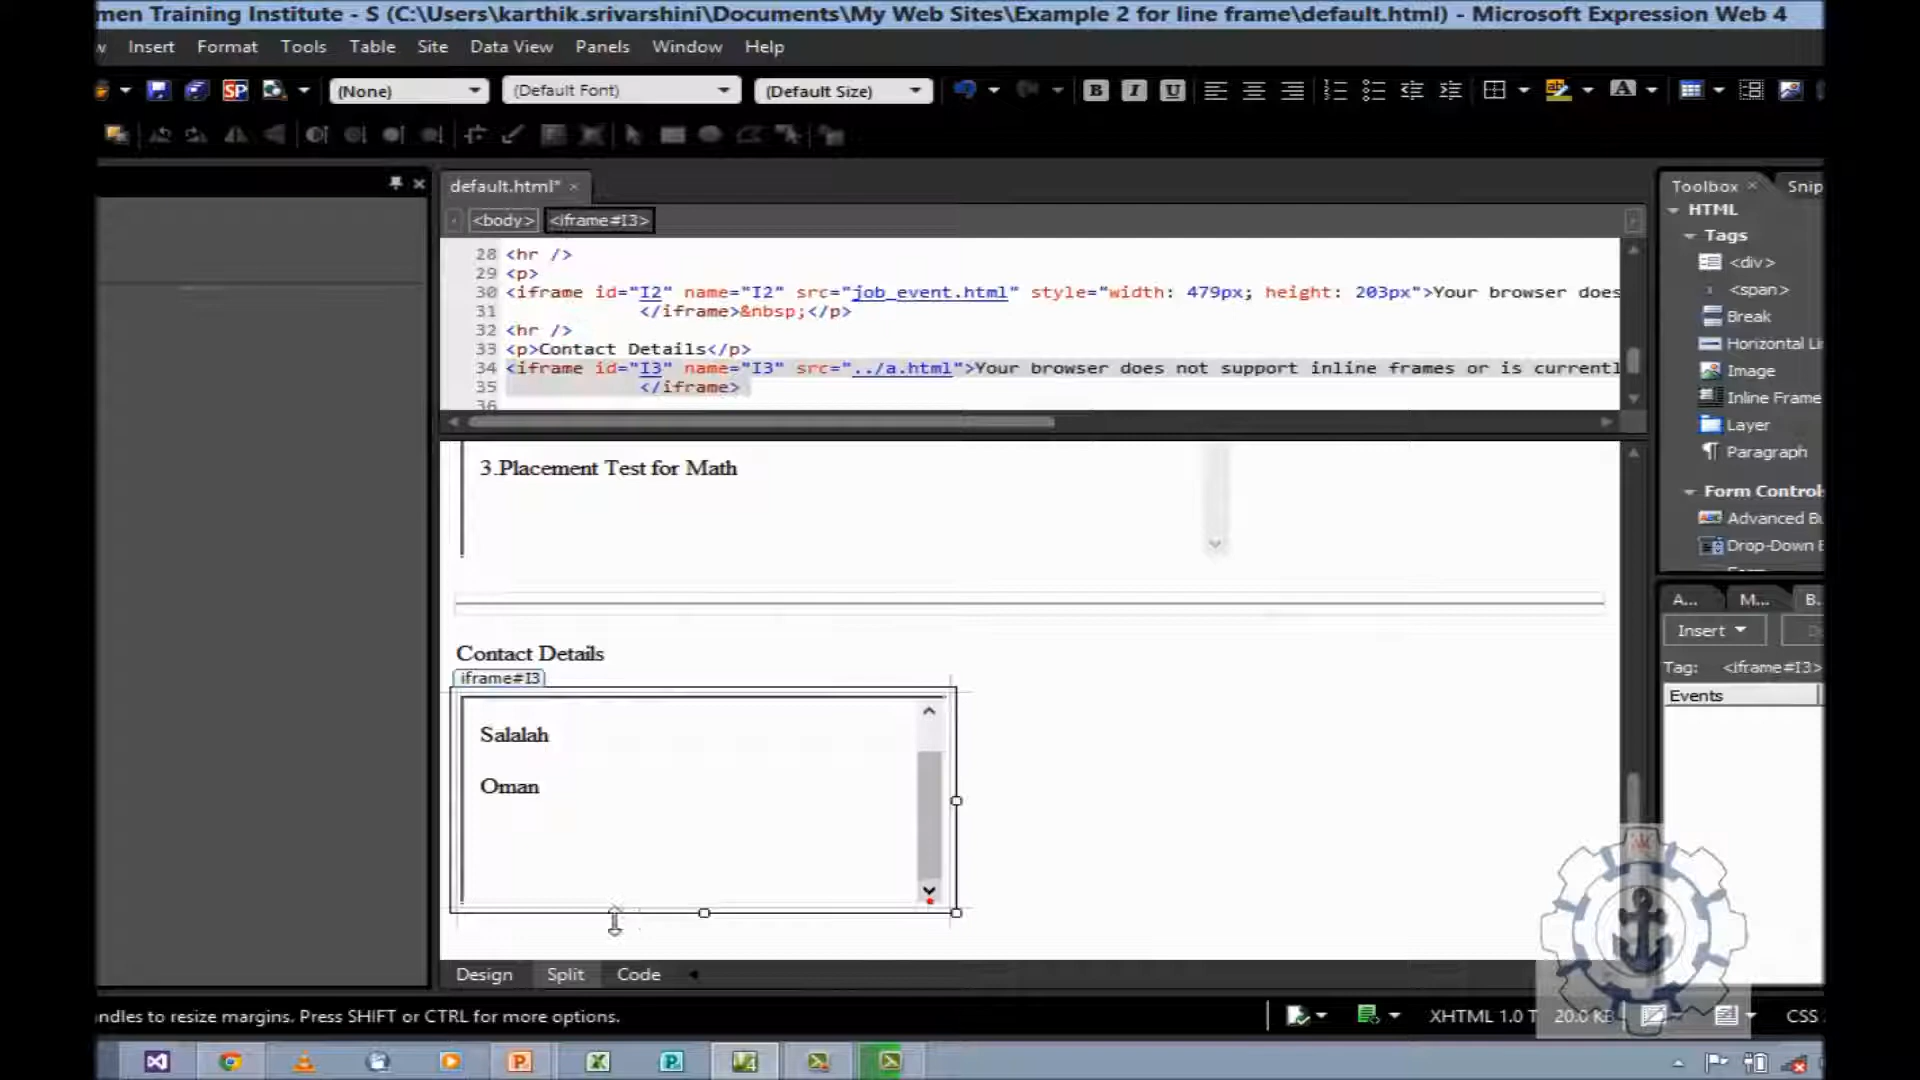 men Training Institute - S (C:\Users\karthik.srivarshini\Documents\My Web Sites\Example 2 for line frame\default.html) - Microsoft Expression Web 4
w Insert Format Tools Table Site Data View Panels Window Help
(None) (Default Font) (Default Size) B I U
default.html* Toolbox Snip
<body> <iframe#I3>
HTML
Tags
<div>
<span>
Break
Horizontal Li
Image
Inline Frame
Layer
Paragraph
Form Control
Advanced Bu
Drop-Down B
28 <hr />
29 <p>
30 <iframe id="I2" name="I2" src="job_event.html" style="width: 479px; height: 203px">Your browser does
31 </iframe>&nbsp;</p>
32 <hr />
33 <p>Contact Details</p>
34 <iframe id="I3" name="I3" src="../a.html">Your browser does not support inline frames or is currentl
35 </iframe>
36
3.Placement Test for Math
Contact Details
iframe#I3
Salalah
Oman
A... M... B.
Insert
Tag: <iframe#I3>
Events
Design Split Code
ndles to resize margins. Press SHIFT or CTRL for more options.
XHTML 1.0 T 20.0 KB CSS